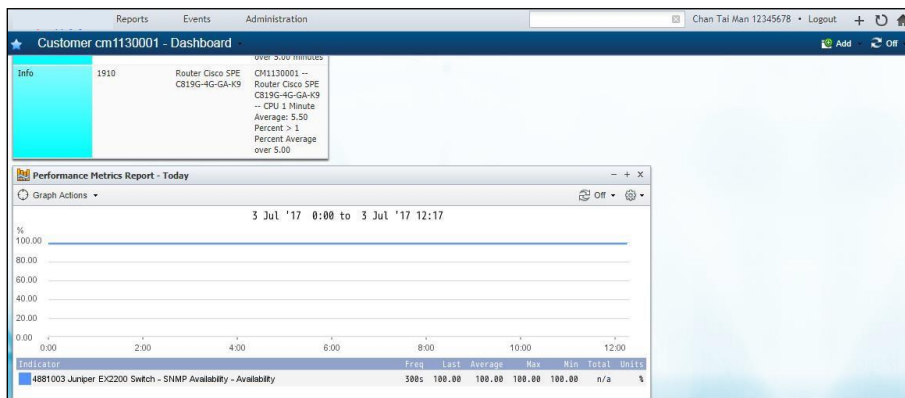 Reports Events Administration Chan Tai Man 12345678 • Logout
Customer cm1130001 - Dashboard Add Off
over 5.00 minutes
Info 1910 Router Cisco SPE C819G-4G-GA-K9 CM1130001 --
Router Cisco SPE
C819G-4G-GA-K9
-- CPU 1 Minute
Average: 5.50
Percent > 1
Percent Average
over 5.00
Performance Metrics Report - Today
Graph Actions Off
3 Jul '17 0:00 to 3 Jul '17 12:17
%
100.00
80.00
60.00
40.00
20.00
0.00
0:00 2:00 4:00 6:00 8:00 10:00 12:00
Indicator Freq Last Average Max Min Total Units
4881003 Juniper EX2200 Switch - SNMP Availability - Availability 300s 100.00 100.00 100.00 100.00 n/a %